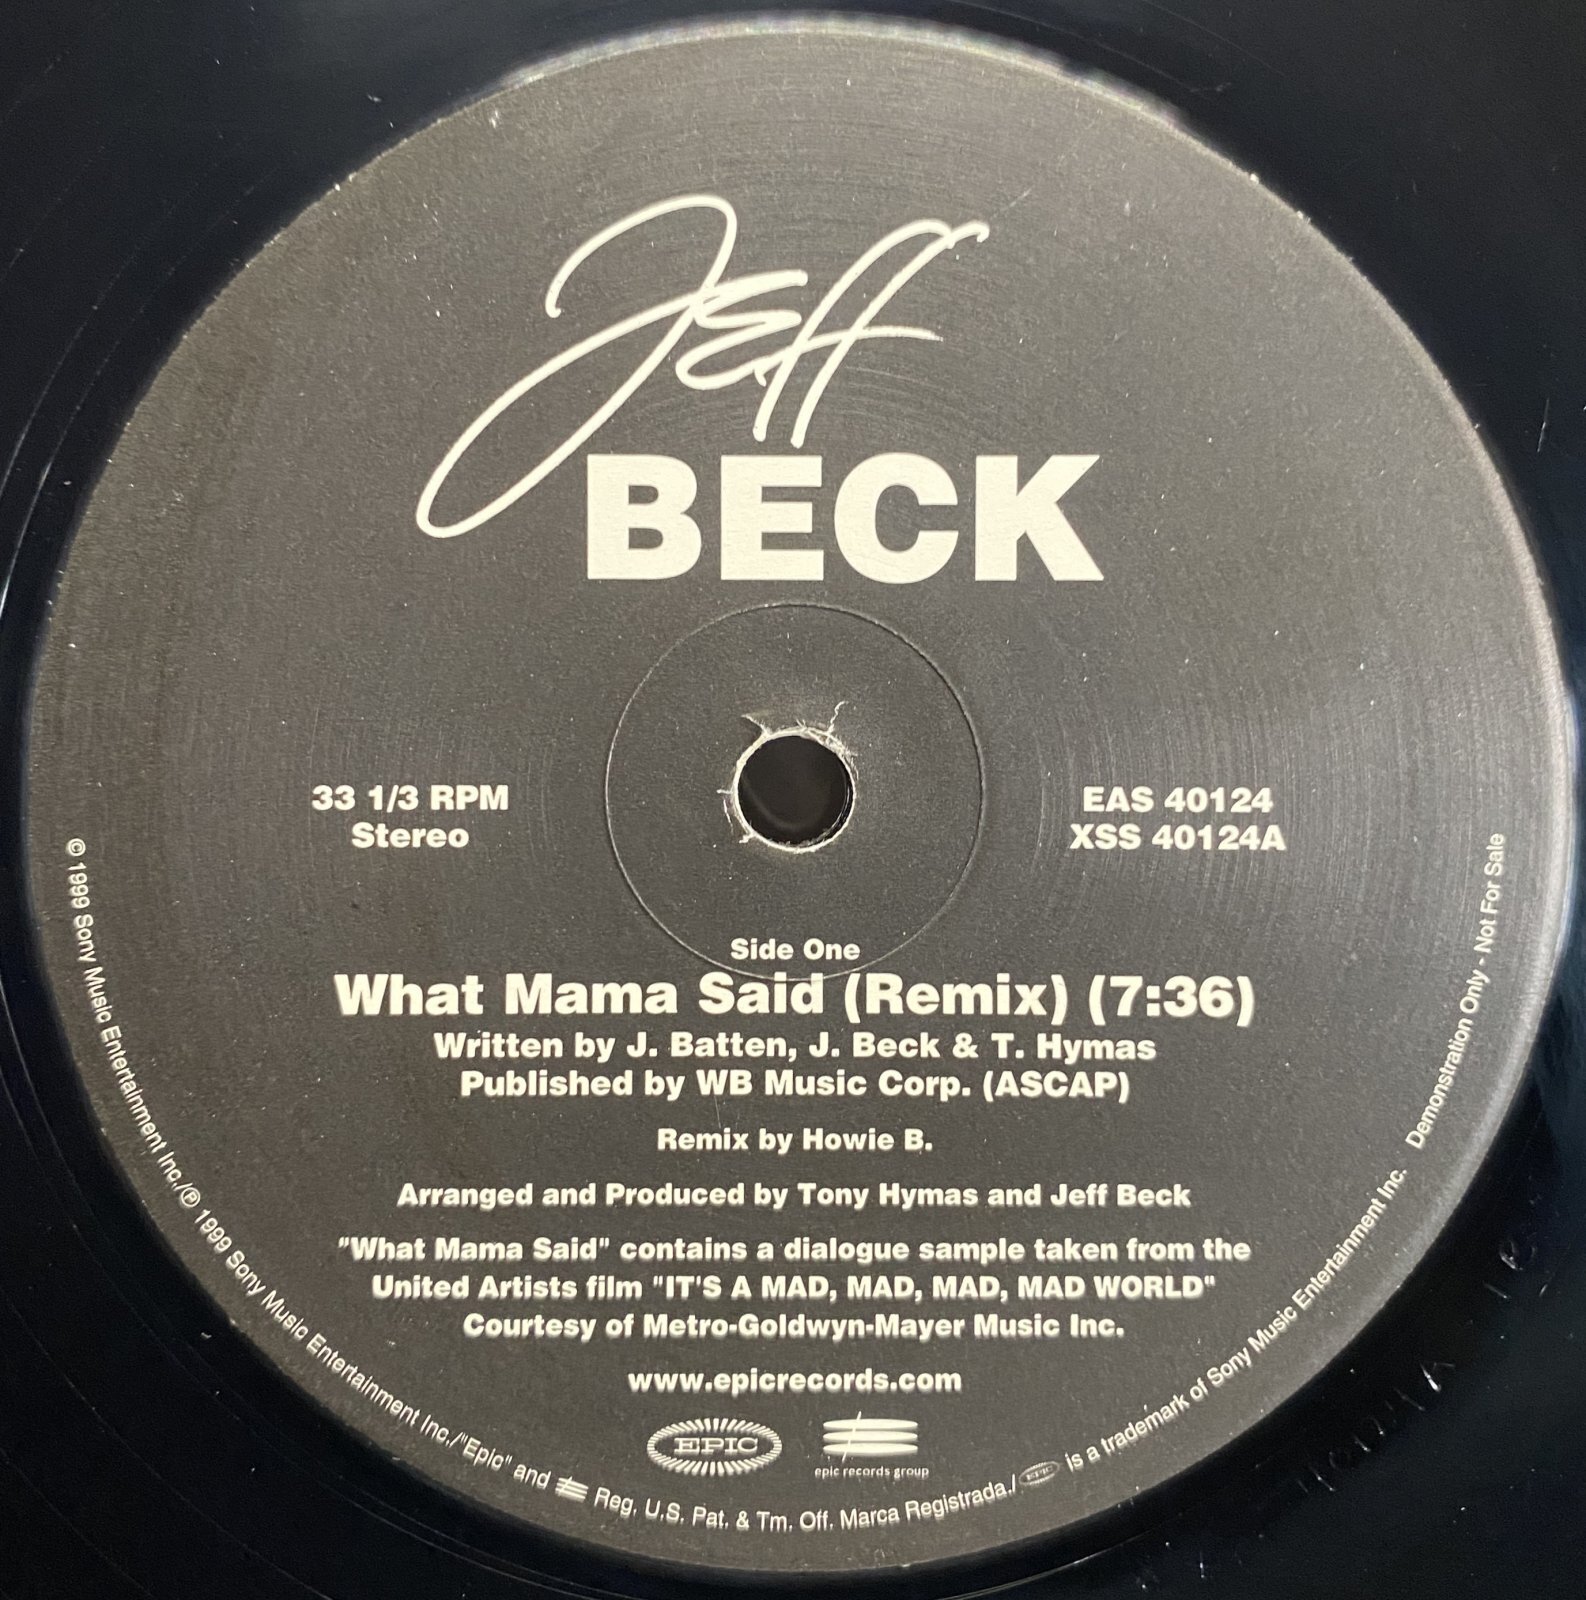 Jeff
BECK
33 1/3 RPM
Stereo
EAS 40124
XSS 40124A
Side One
What Mama Said (Remix) (7:36)
Written by J. Batten, J. Beck & T. Hymas
Published by WB Music Corp. (ASCAP)
Remix by Howie B.
Arranged and Produced by Tony Hymas and Jeff Beck
"What Mama Said" contains a dialogue sample taken from the
United Artists film "IT'S A MAD, MAD, MAD, MAD WORLD"
Courtesy of Metro-Goldwyn-Mayer Music Inc.
www.epicrecords.com
EPIC
epic records group
© 1999 Sony Music Entertainment Inc./℗ 1999 Sony Music Entertainment Inc./"Epic" and Reg. U.S. Pat. & Tm. Off. Marca Registrada./ EPIC is a trademark of Sony Music Entertainment Inc. Demonstration Only - Not For Sale